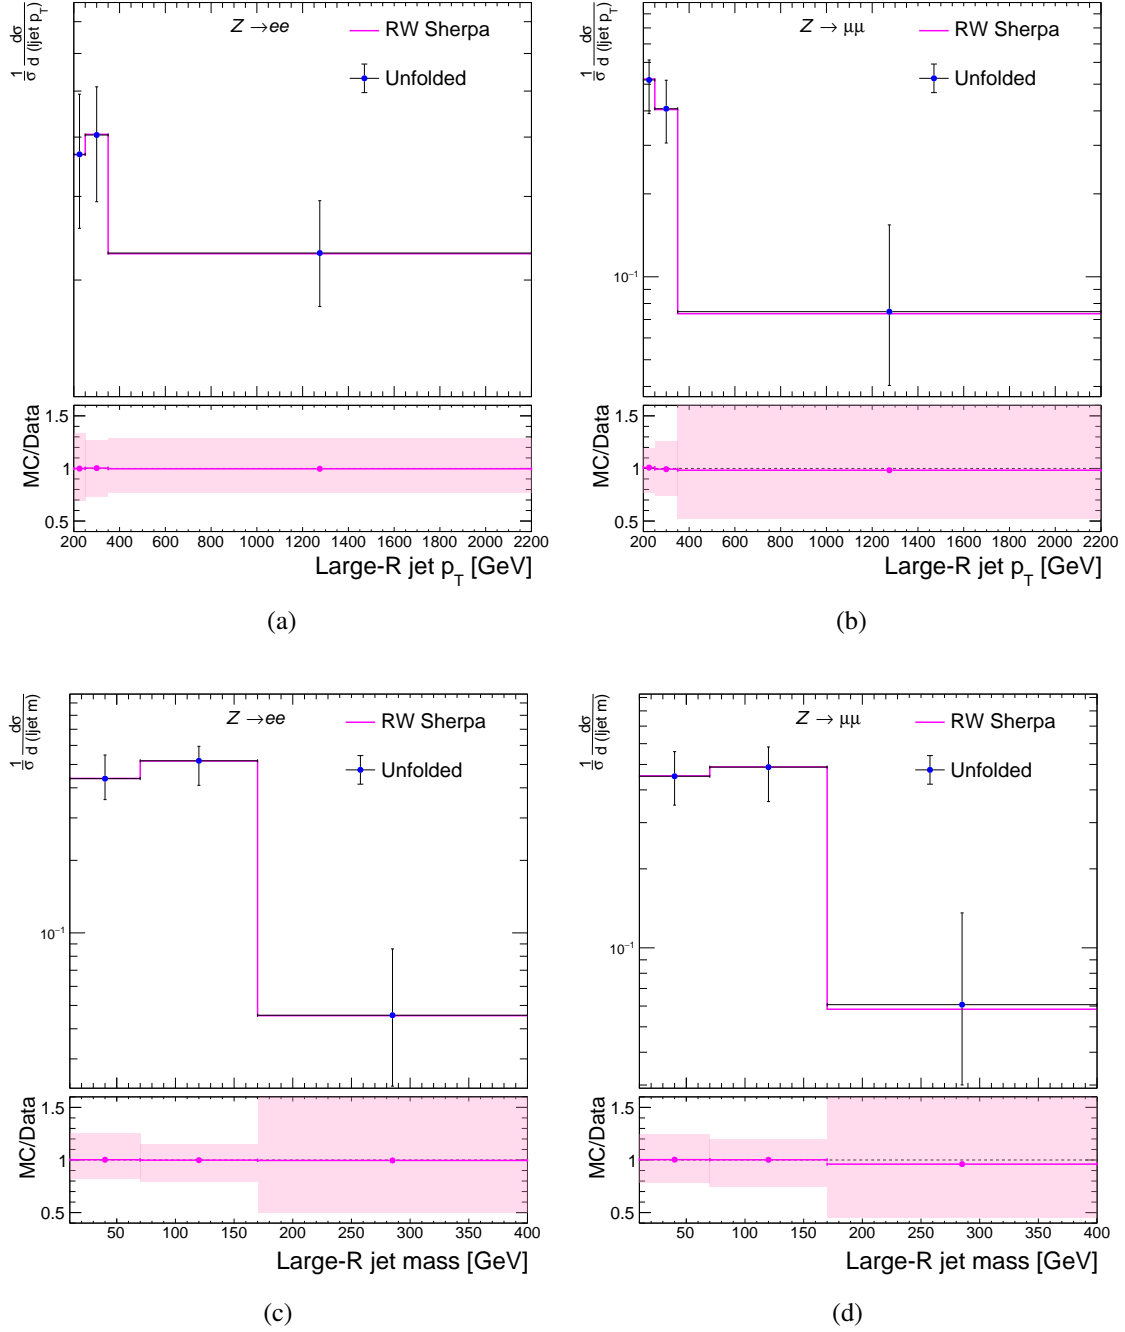 1/σ dσ/d (ljet p_T)
Z →ee
RW Sherpa
Unfolded
MC/Data
1.5
1
0.5
200 400 600 800 1000 1200 1400 1600 1800 2000 2200
Large-R jet p_T [GeV]
(a)
1/σ dσ/d (ljet p_T)
Z → μμ
RW Sherpa
Unfolded
10⁻¹
MC/Data
1.5
1
0.5
200 400 600 800 1000 1200 1400 1600 1800 2000 2200
Large-R jet p_T [GeV]
(b)
1/σ dσ/d (ljet m)
Z →ee
RW Sherpa
Unfolded
10⁻¹
MC/Data
1.5
1
0.5
50 100 150 200 250 300 350 400
Large-R jet mass [GeV]
(c)
1/σ dσ/d (ljet m)
Z → μμ
RW Sherpa
Unfolded
10⁻¹
MC/Data
1.5
1
0.5
50 100 150 200 250 300 350 400
Large-R jet mass [GeV]
(d)